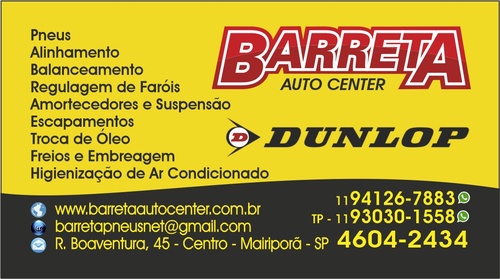 Pneus
Alinhamento
Balanceamento
Regulagem de Faróis
Amortecedores e Suspensão
Escapamentos
Troca de Óleo
Freios e Embreagem
Higienização de Ar Condicionado
BARRETA
AUTO CENTER
D DUNLOP
www.barretaautocenter.com.br
barretapneusnet@gmail.com
R. Boaventura, 45 - Centro - Mairiporã - SP
11 94126-7883
TP - 11 93030-1558
4604-2434